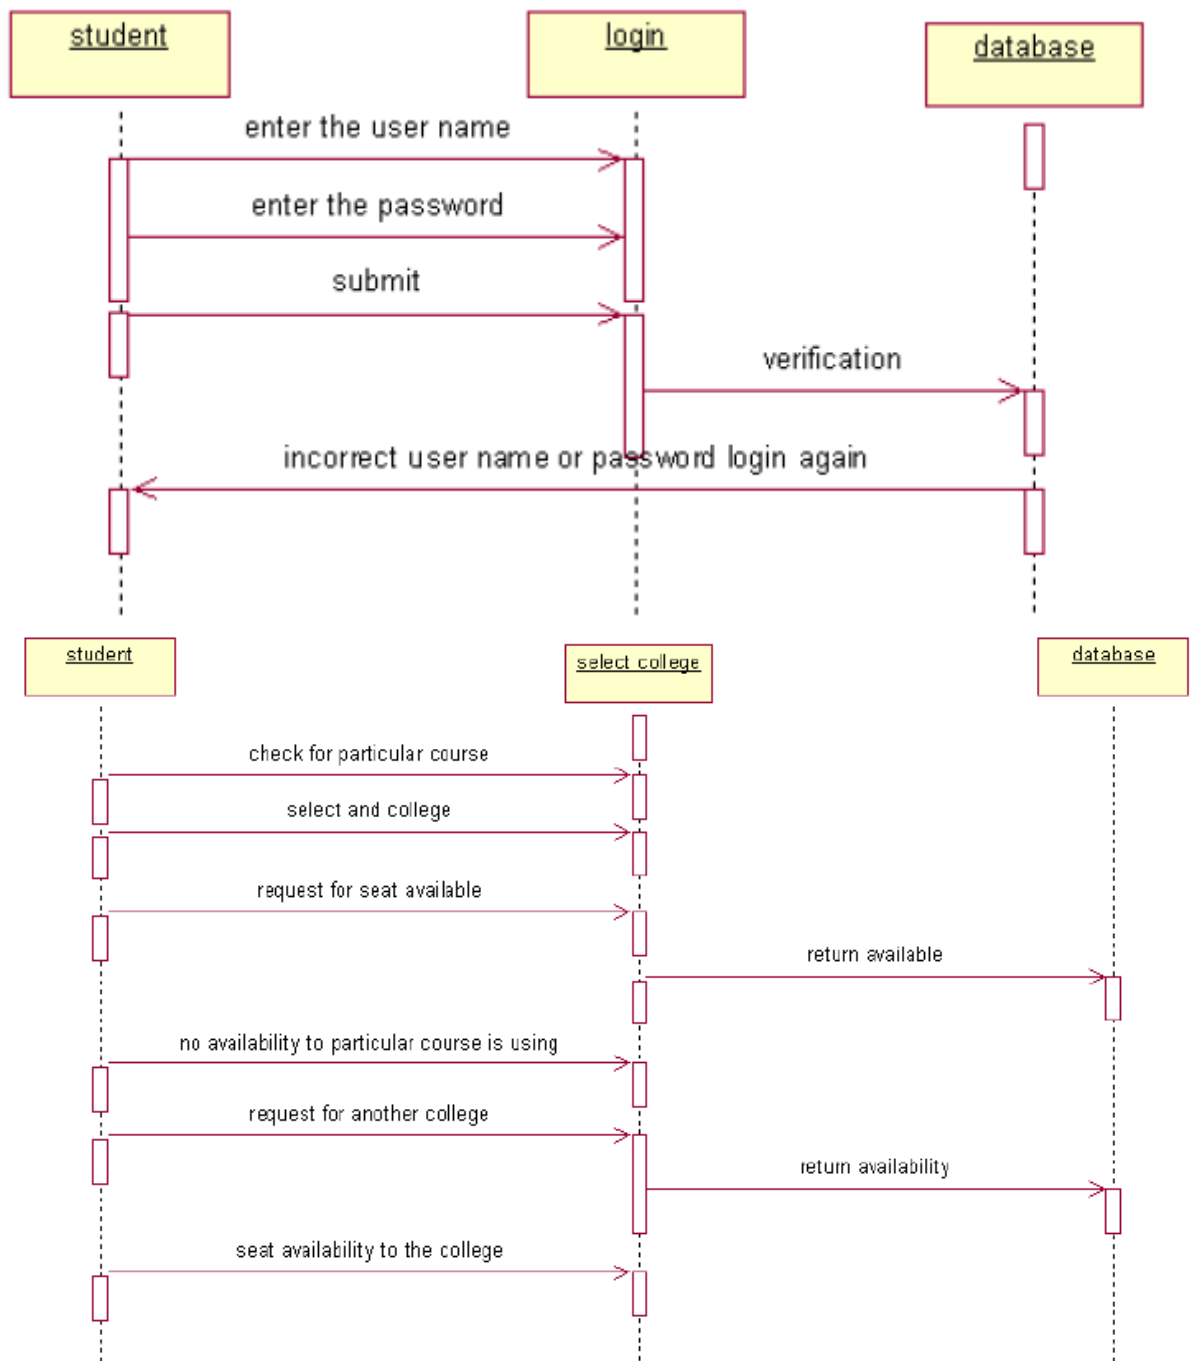 student
login
database
enter the user name
enter the password
submit
verification
incorrect user name or password login again
student
select college
database
check for particular course
select and college
request for seat available
return available
no availability to particular course is using
request for another college
return availability
seat availability to the college